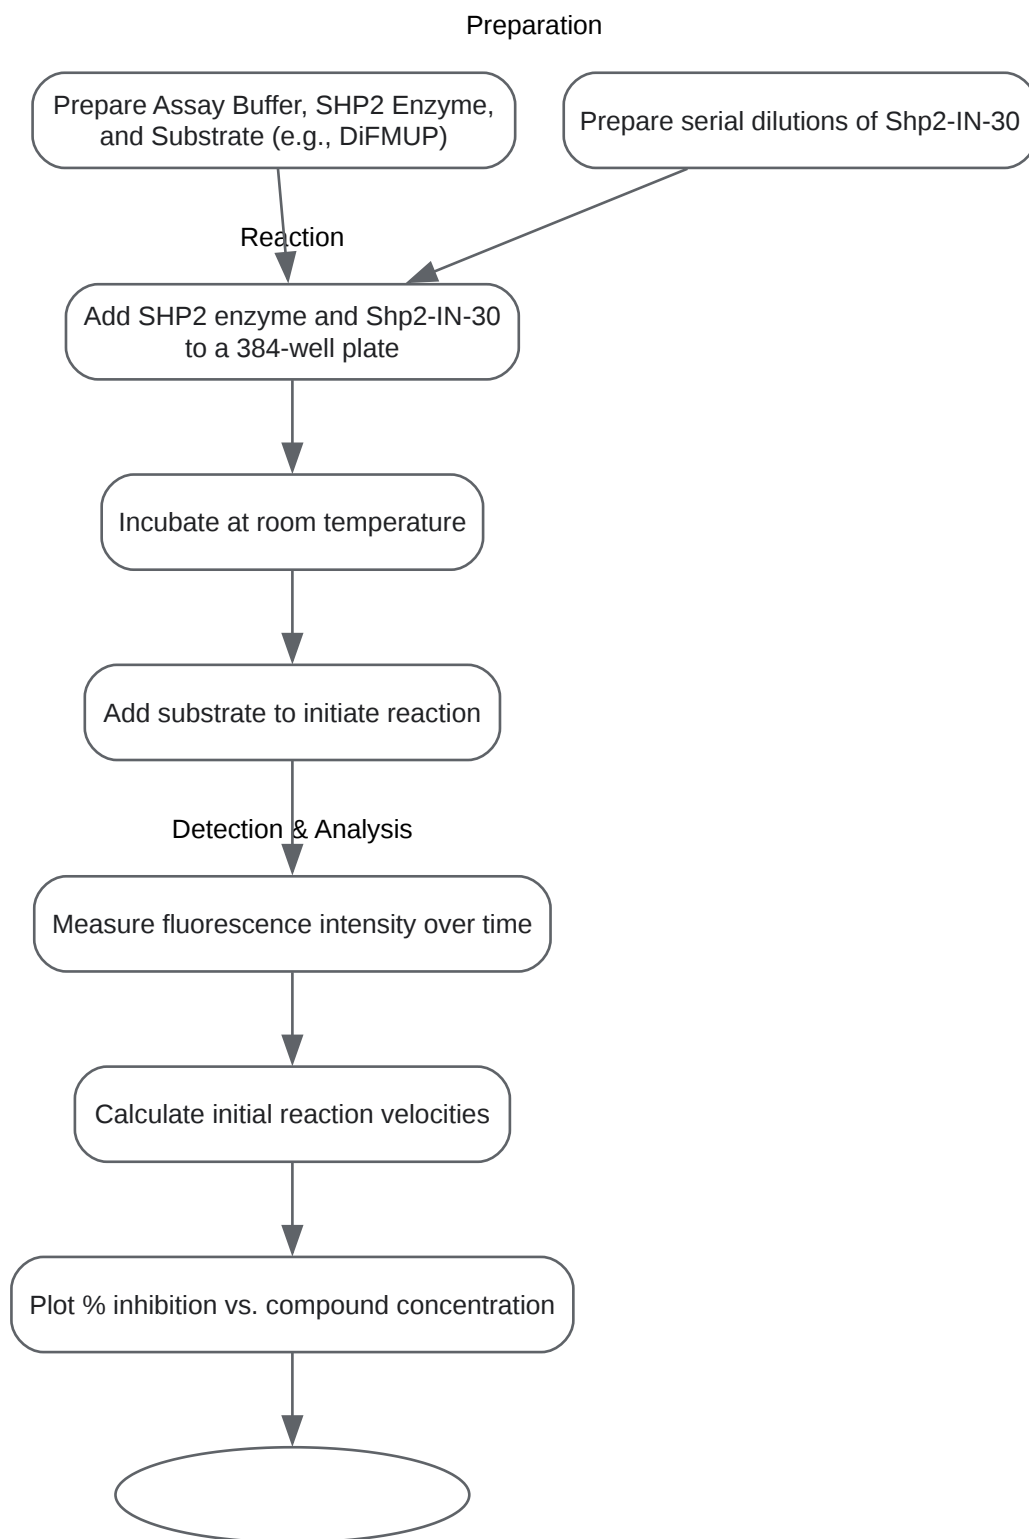 Preparation
Prepare Assay Buffer, SHP2 Enzyme,
and Substrate (e.g., DiFMUP)
Prepare serial dilutions of Shp2-IN-30
Reaction
Add SHP2 enzyme and Shp2-IN-30
to a 384-well plate
Incubate at room temperature
Add substrate to initiate reaction
Detection & Analysis
Measure fluorescence intensity over time
Calculate initial reaction velocities
Plot % inhibition vs. compound concentration